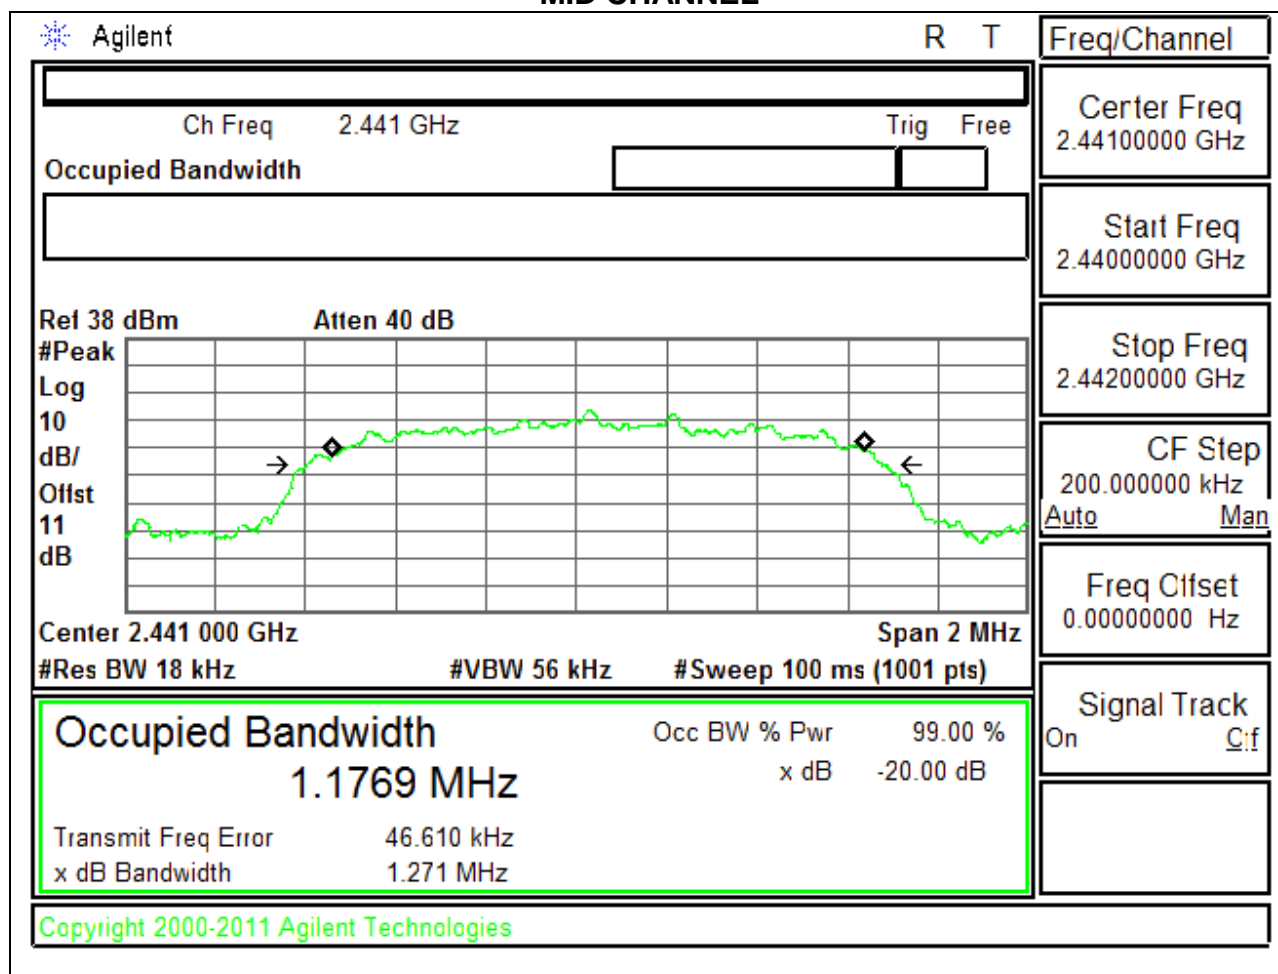 MID CHANNEL
Agilent R T
Freq/Channel
Ch Freq 2.441 GHz Trig Free
Occupied Bandwidth
Center Freq
2.44100000 GHz
Start Freq
2.44000000 GHz
Stop Freq
2.44200000 GHz
CF Step
200.000000 kHz
Auto Man
Freq Offset
0.00000000 Hz
Signal Track
On Off
Ref 38 dBm Atten 40 dB
#Peak
Log
10
dB/
Offst
11
dB
Center 2.441 000 GHz Span 2 MHz
#Res BW 18 kHz #VBW 56 kHz #Sweep 100 ms (1001 pts)
Occupied Bandwidth
1.1769 MHz
Occ BW % Pwr 99.00 %
x dB -20.00 dB
Transmit Freq Error 46.610 kHz
x dB Bandwidth 1.271 MHz
Copyright 2000-2011 Agilent Technologies